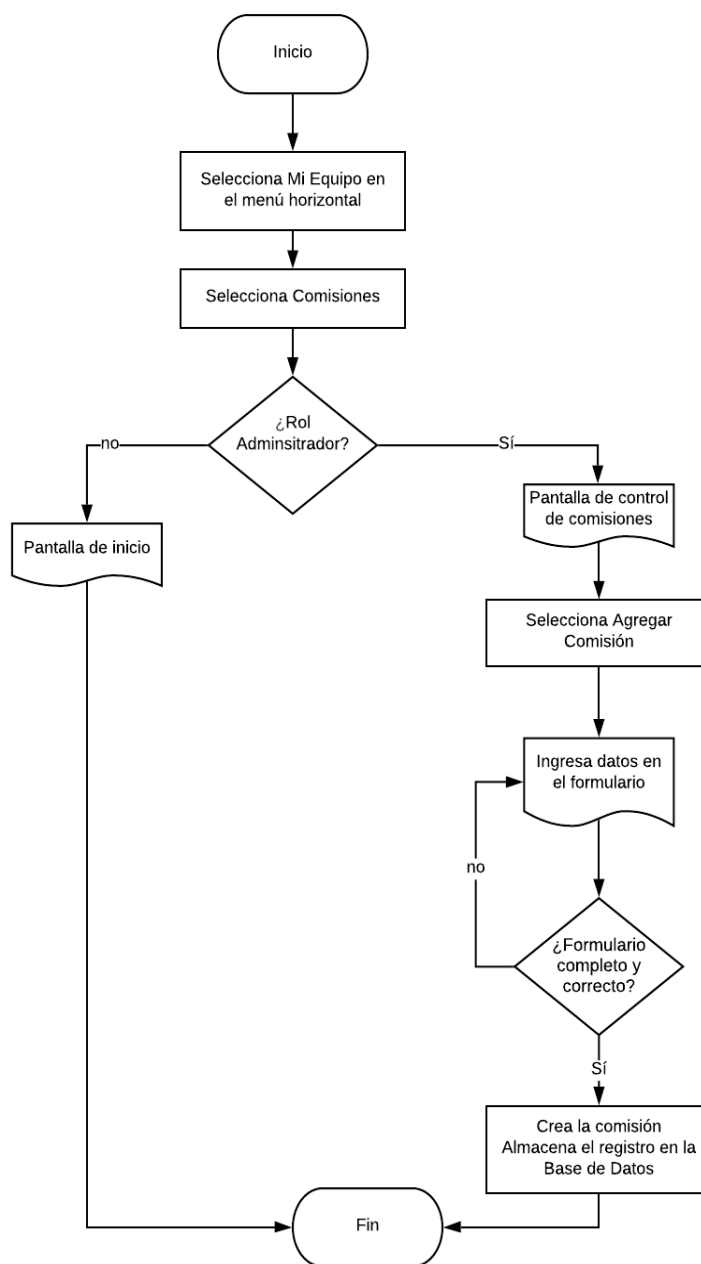 Inicio
Selecciona Mi Equipo en
el menú horizontal
Selecciona Comisiones
¿Rol
Adminsitrador?
no
Sí
Pantalla de inicio
Pantalla de control
de comisiones
Selecciona Agregar
Comisión
Ingresa datos en
el formulario
no
¿Formulario
completo y
correcto?
Sí
Crea la comisión
Almacena el registro en la
Base de Datos
Fin